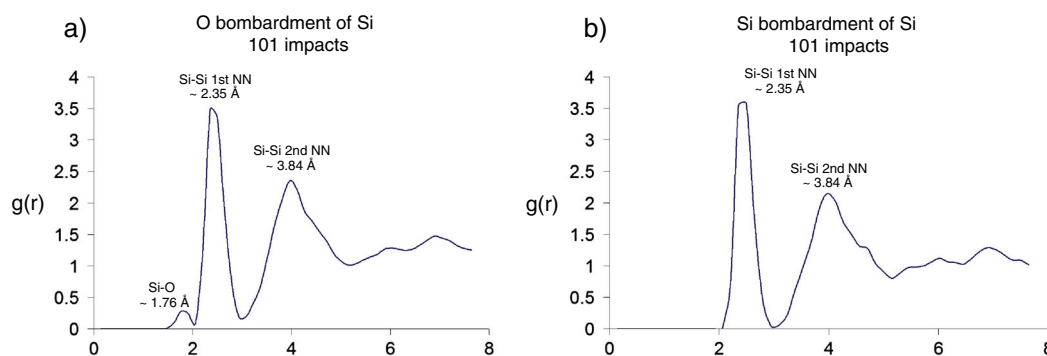 a)
O bombardment of Si
101 impacts
Si-Si 1st NN
~ 2.35 Å
4
3.5
3
2.5
2
1.5
1
0.5
0
g(r)
Si-Si 2nd NN
~ 3.84 Å
Si-O
~ 1.76 Å
0
2
4
6
8
b)
Si bombardment of Si
101 impacts
Si-Si 1st NN
~ 2.35 Å
4
3.5
3
2.5
2
1.5
1
0.5
0
g(r)
Si-Si 2nd NN
~ 3.84 Å
0
2
4
6
8